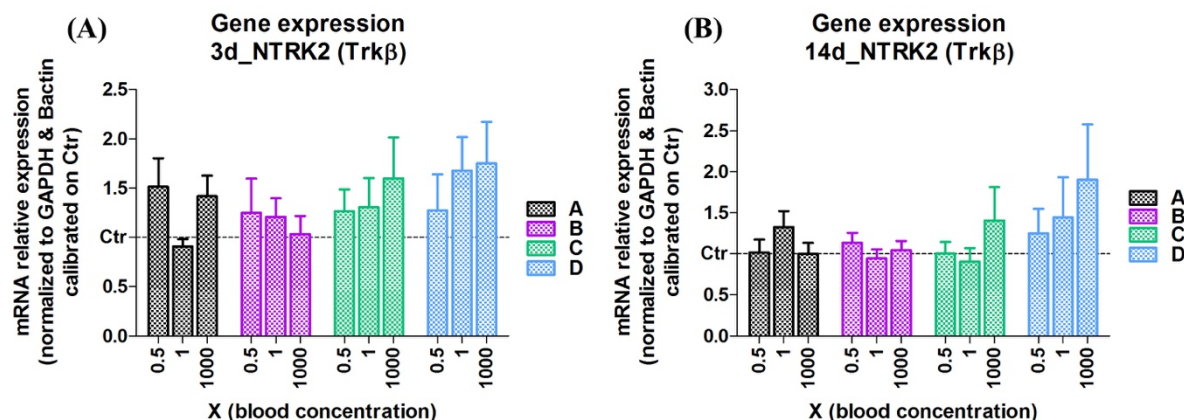 (A)
Gene expression
3d_NTRK2 (Trkβ)
mRNA relative expression
(normalized to GAPDH & Bactin
calibrated on Ctr)
2.5
2.0
1.5
Ctr
0.5
0.0
0.5 1 1000 0.5 1 1000 0.5 1 1000 0.5 1 1000
X (blood concentration)
A
B
C
D
(B)
Gene expression
14d_NTRK2 (Trkβ)
mRNA relative expression
(normalized to GAPDH & Bactin
calibrated on Ctr)
3.0
2.5
2.0
1.5
Ctr
0.5
0.0
0.5 1 1000 0.5 1 1000 0.5 1 1000 0.5 1 1000
X (blood concentration)
A
B
C
D